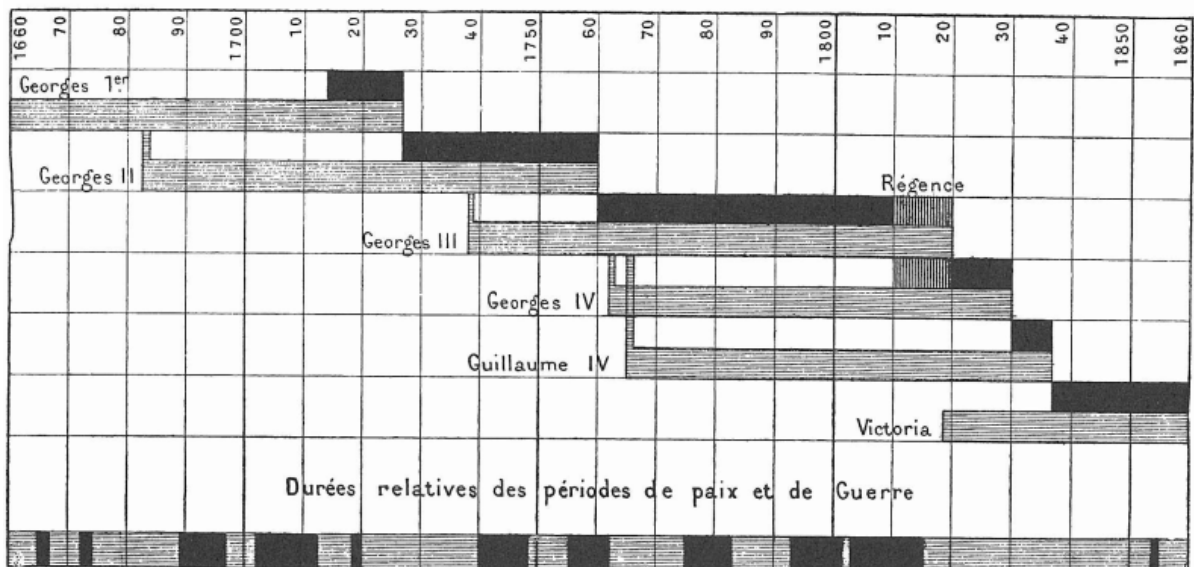 1660 70 80 90 1700 10 20 30 40 1750 60 70 80 90 1800 10 20 30 40 1850 1860
Georges 1er.
Georges II
Régence
Georges III
Georges IV
Guillaume IV
Victoria
Durées relatives des périodes de paix et de Guerre